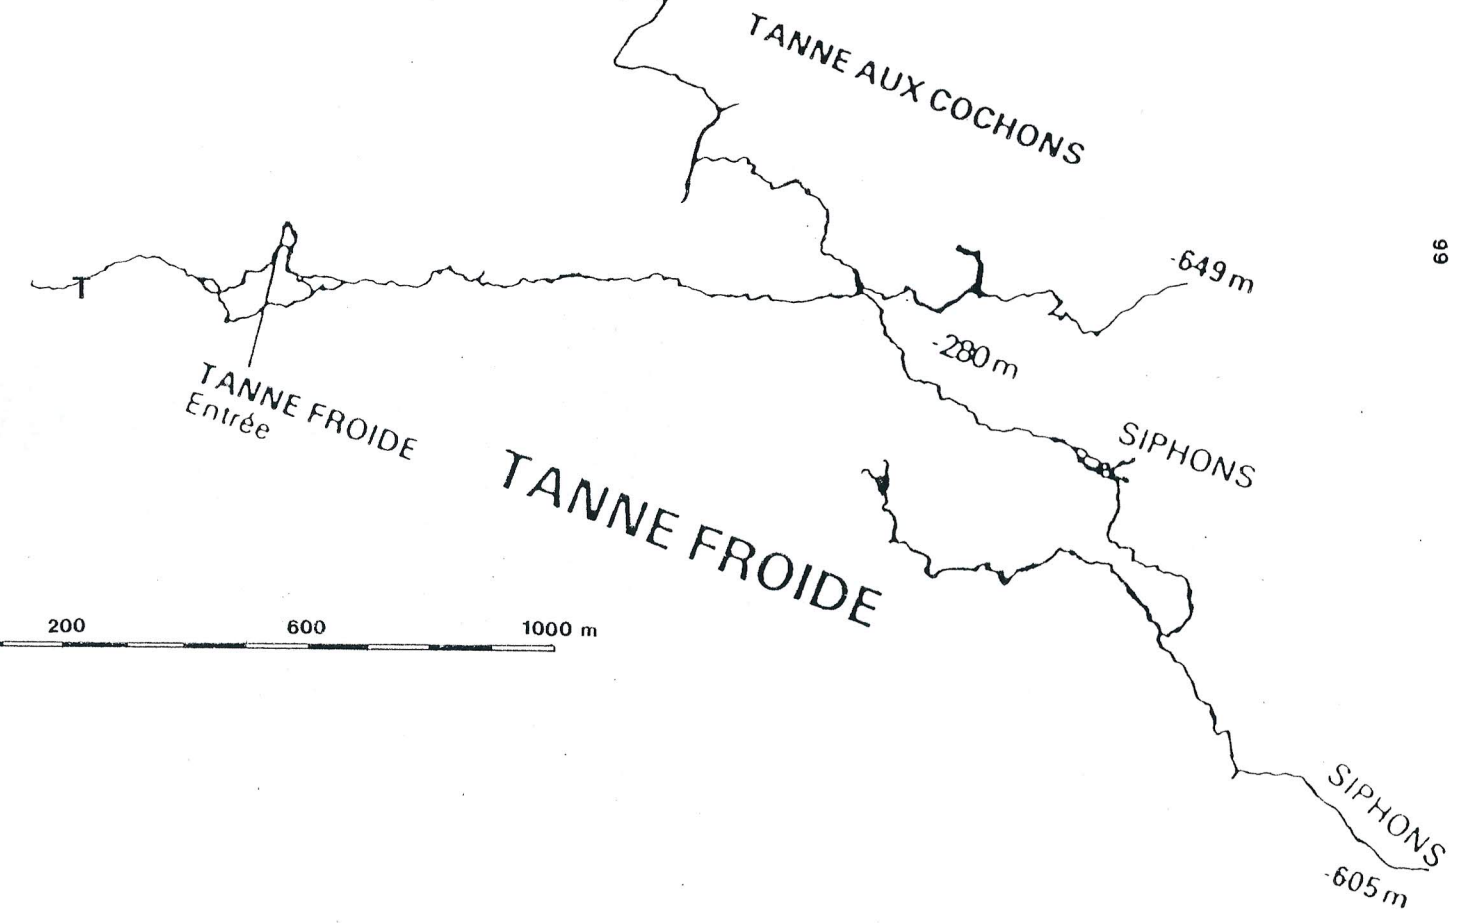 TANNE AUX COCHONS
99
-649 m
-280 m
T
TANNE FROIDE
Entrée
SIPHONS
TANNE FROIDE
200 600 1000 m
SIPHONS
-605 m